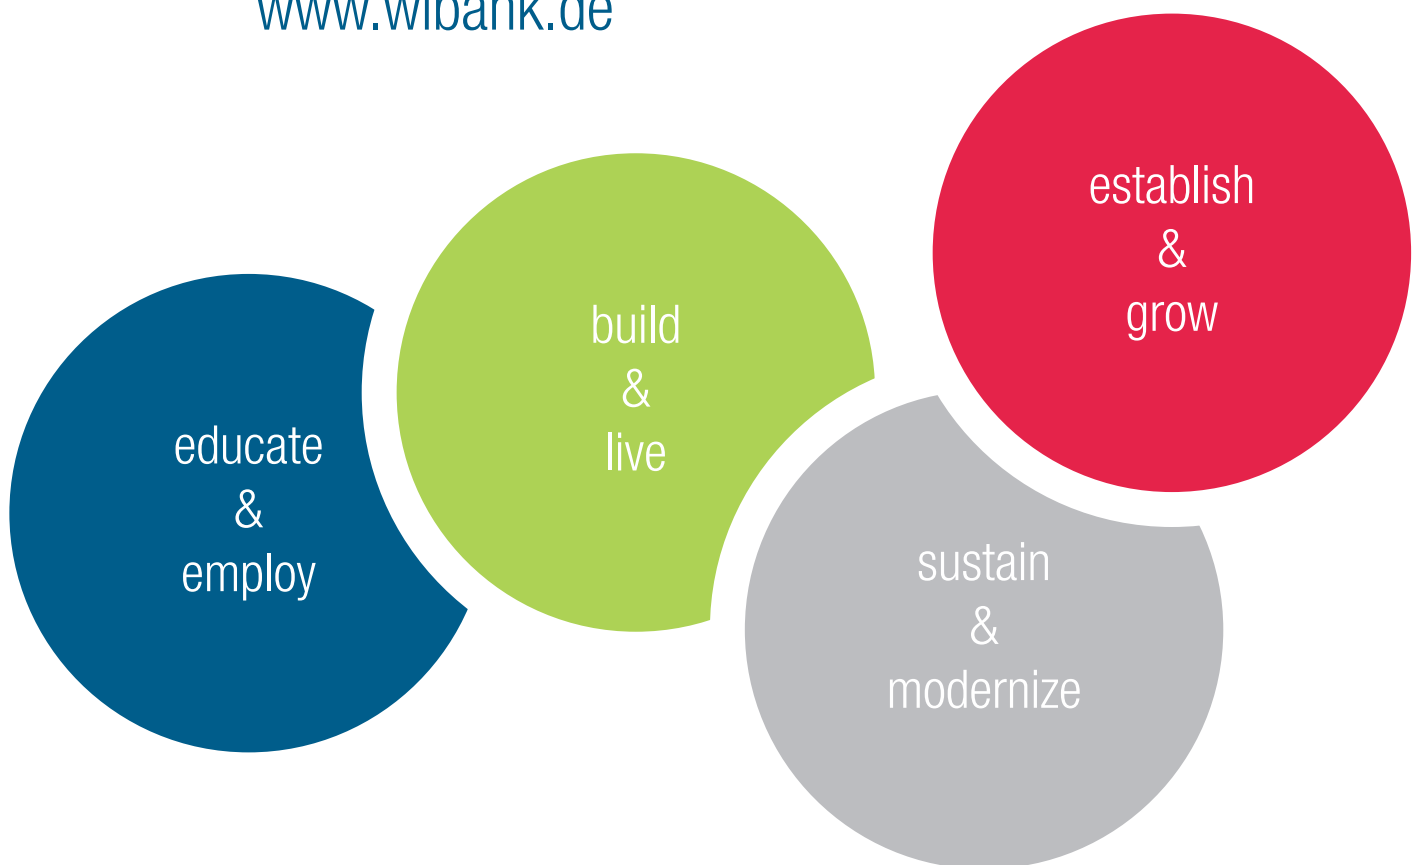 www.wibank.de
establish
&
grow
build
&
live
educate
&
employ
sustain
&
modernize